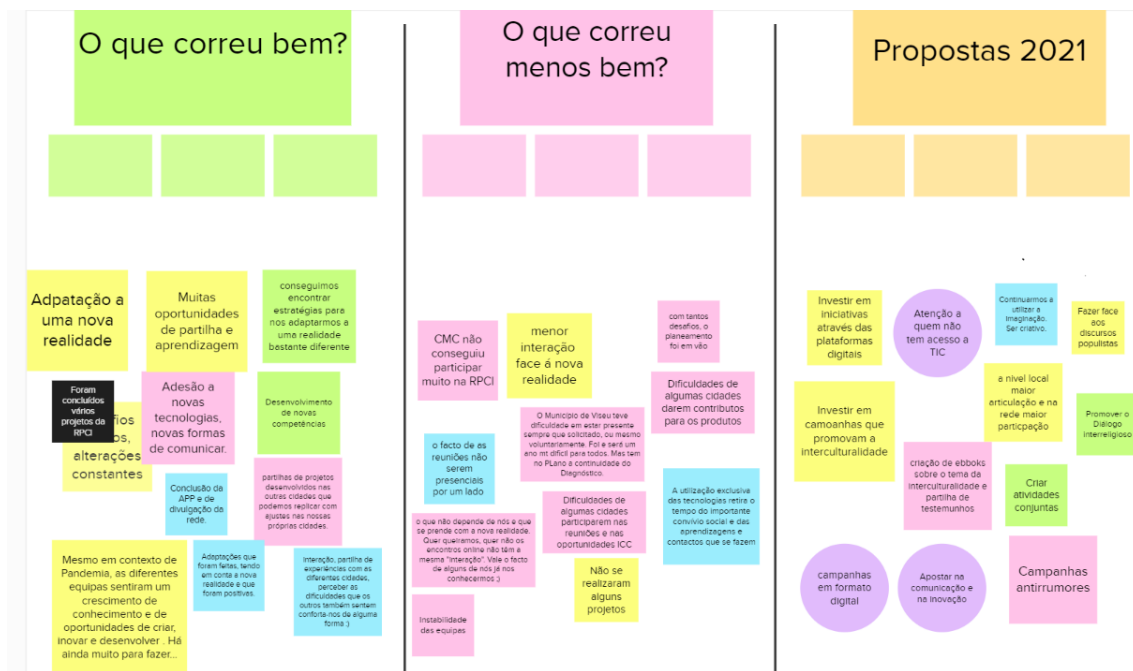 O que correu bem?
Adpatação a
uma nova
realidade
Muitas
oportunidades
de partilha e
aprendizagem
conseguimos
encontrar
estratégias para
nos adaptarmos a
uma realidade
bastante diferente
Foram
concluídos
vários
projetos da
RPCI
alterações
constantes
Adesão a
novas
tecnologias,
novas formas
de comunicar.
Desenvolvimento
de novas
competências
Conclusão da
APP e de
divulgação da
rede.
partilhas de projetos
desenvolvidos nas
outras cidades que
podemos replicar com
ajustes nas nossas
próprias cidades.
Mesmo em contexto de
Pandemia, as diferentes
equipas sentiram um
crescimento de
conhecimento e de
oportunidades de criar,
inovar e desenvolver . Há
ainda muito para fazer...
Adaptações que
foram feitas, tendo
em conta a nova
realidade e que
foram positivas.
Interação, partilha de
experiências com as
diferentes cidades,
perceber as
dificuldades que os
outros também sentem
conforta-nos de alguma
forma :)
O que correu
menos bem?
CMC não
conseguiu
participar
muito na RPCI
menor
interação
face á nova
realidade
com tantos
desafios, o
planeamento
foi em vão
Dificuldades de
algumas cidades
darem contributos
para os produtos
o facto de as
reuniões não
serem
presenciais
por um lado
O Município de Viseu teve
dificuldade em estar presente
sempre que solicitado, ou mesmo
voluntariamente. Foi e será um
ano mt difícil para todos. Mas tem
no PLano a continuidade do
Diagnóstico.
A utilização exclusiva
das tecnologias retire o
tempo do importante
convívio social e das
aprendizagens e
contactos que se fazem
o que não depende de nós e que
se prende com a nova realidade.
Quer queiramos, quer não os
encontros online não têm a
mesma "interação". Vale o facto
de alguns de nós já nos
conhecermos ;)
Dificuldades de
algumas cidades
participarem nas
reuniões e nas
oportunidades ICC
Não se
realizaram
alguns
projetos
Instabilidade
das equipas
Propostas 2021
Investir em
iniciativas
através das
plataformas
digitais
Atenção a
quem não
tem acesso a
TIC
Continuarmos a
utilizar a
imaginação.
Ser criativo.
Fazer face
aos
discursos
populistas
Investir em
camoanhas que
promovam a
interculturalidade
a nivel local
maior
articulação e na
rede maior
particpação
Promover o
Diálogo
interreligioso
criação de ebboks
sobre o tema da
interculturalidade e
partilha de
testemunhos
Criar
atividades
conjuntas
campanhas
em formato
digital
Apostar na
comunicação e
na inovação
Campanhas
antirrumores